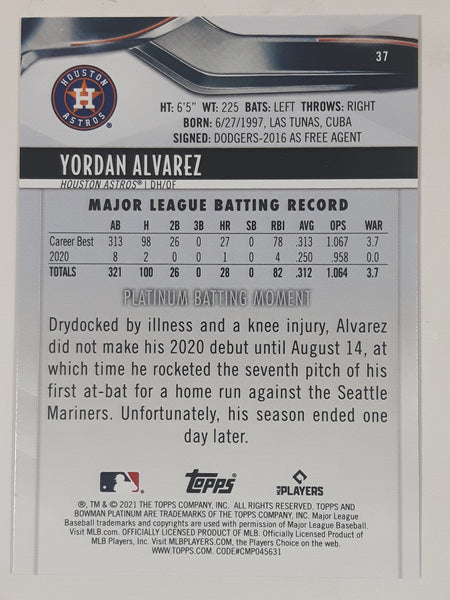 37
HOUSTON
H
ASTROS
®
HT: 6'5" WT: 225 BATS: LEFT THROWS: RIGHT
BORN: 6/27/1997, LAS TUNAS, CUBA
SIGNED: DODGERS-2016 AS FREE AGENT
YORDAN ALVAREZ
HOUSTON ASTROS® | DH/OF
MAJOR LEAGUE BATTING RECORD
AB H 2B 3B HR SB RBI AVG OPS WAR
Career Best 313 98 26 0 27 0 78 .313 1.067 3.7
2020 8 2 0 0 1 0 4 .250 .958 0.0
TOTALS 321 100 26 0 28 0 82 .312 1.064 3.7
PLATINUM BATTING MOMENT
Drydocked by illness and a knee injury, Alvarez
did not make his 2020 debut until August 14, at
which time he rocketed the seventh pitch of his
first at-bat for a home run against the Seattle
Mariners. Unfortunately, his season ended one
day later.
Topps
MLB PLAYERS
®, TM & © 2021 THE TOPPS COMPANY, INC. ALL RIGHTS RESERVED. TOPPS AND
BOWMAN PLATINUM ARE TRADEMARKS OF THE TOPPS COMPANY, INC. Major League
Baseball trademarks and copyrights are used with permission of Major League Baseball.
Visit MLB.com. OFFICIALLY LICENSED PRODUCT OF MLB. Officially Licensed Product of
MLB Players, Inc. Visit MLBPLAYERS.com, the Players Choice on the web.
WWW.TOPPS.COM. CODE#CMP045631